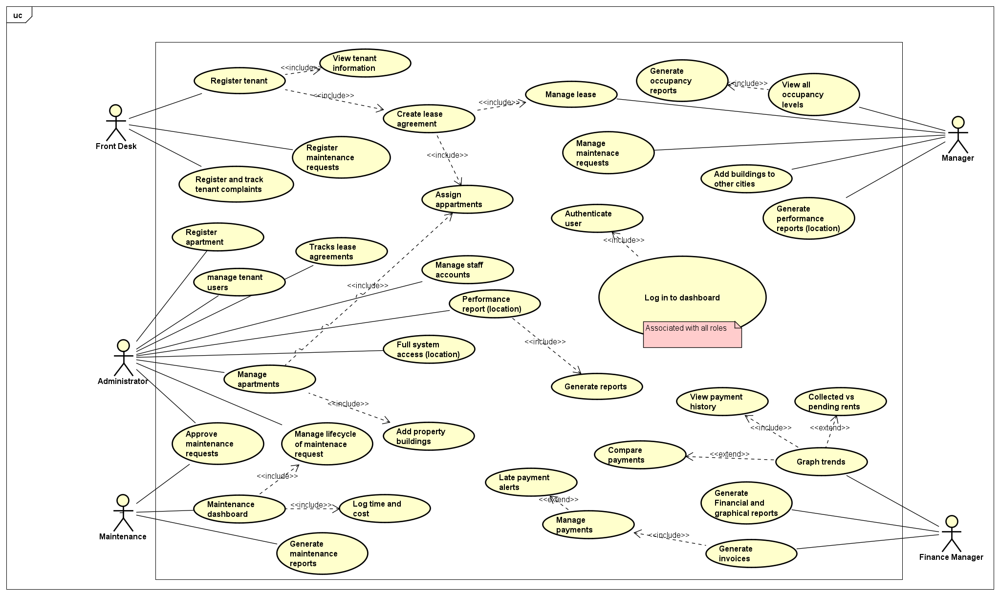 uc
View tenant
information
<<include>>
Register tenant
<<include>>
Generate
occupancy
reports
<<include>>
View all
occupancy
levels
Manage lease
<<include>>
Create lease
agreement
Front Desk
Manager
Register
maintenance
requests
<<include>>
Manage
maintenace
requests
Register and track
tenant complaints
Add buildings to
other cities
Assign
appartments
Generate
performance
reports (location)
Authenticate
user
<<include>>
Register
apartment
Tracks lease
agreements
manage tenant
users
Manage staff
accounts
<<include>>
Performance
report (location)
Log in to dashboard
Associated with all roles
Full system
access (location)
<<include>>
Administrator
Manage
apartments
Generate reports
<<include>>
View payment
history
Collected vs
pending rents
<<include>>
<<extend>>
Approve
maintenance
requests
Manage lifecycle
of maintenace
request
Add property
buildings
Compare
payments
<<extend>>
Graph trends
<<include>>
Late payment
alerts
<<extend>>
Generate
Financial and
graphical reports
Maintenance
dashboard
<<include>>
Log time and
cost
Maintenance
Manage
payments
<<include>>
Generate
invoices
Finance Manager
Generate
maintenance
reports